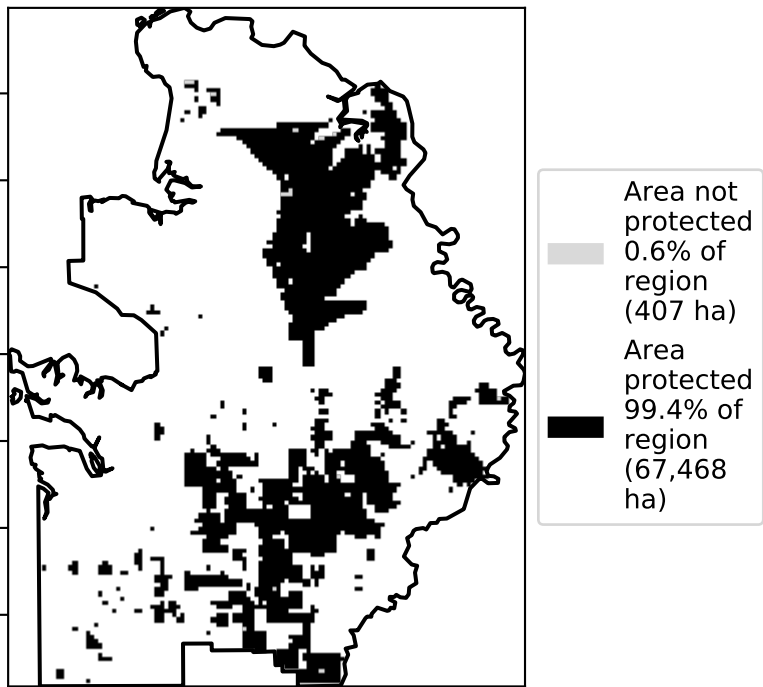 Area not
protected
0.6% of
region
(407 ha)
Area
protected
99.4% of
region
(67,468
ha)